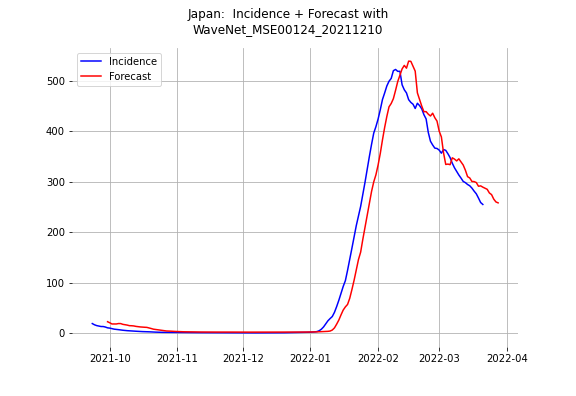 Japan:  Incidence + Forecast with
WaveNet_MSE00124_20211210
Incidence
Forecast
500
400
300
200
100
0
2021-10 2021-11 2021-12 2022-01 2022-02 2022-03 2022-04